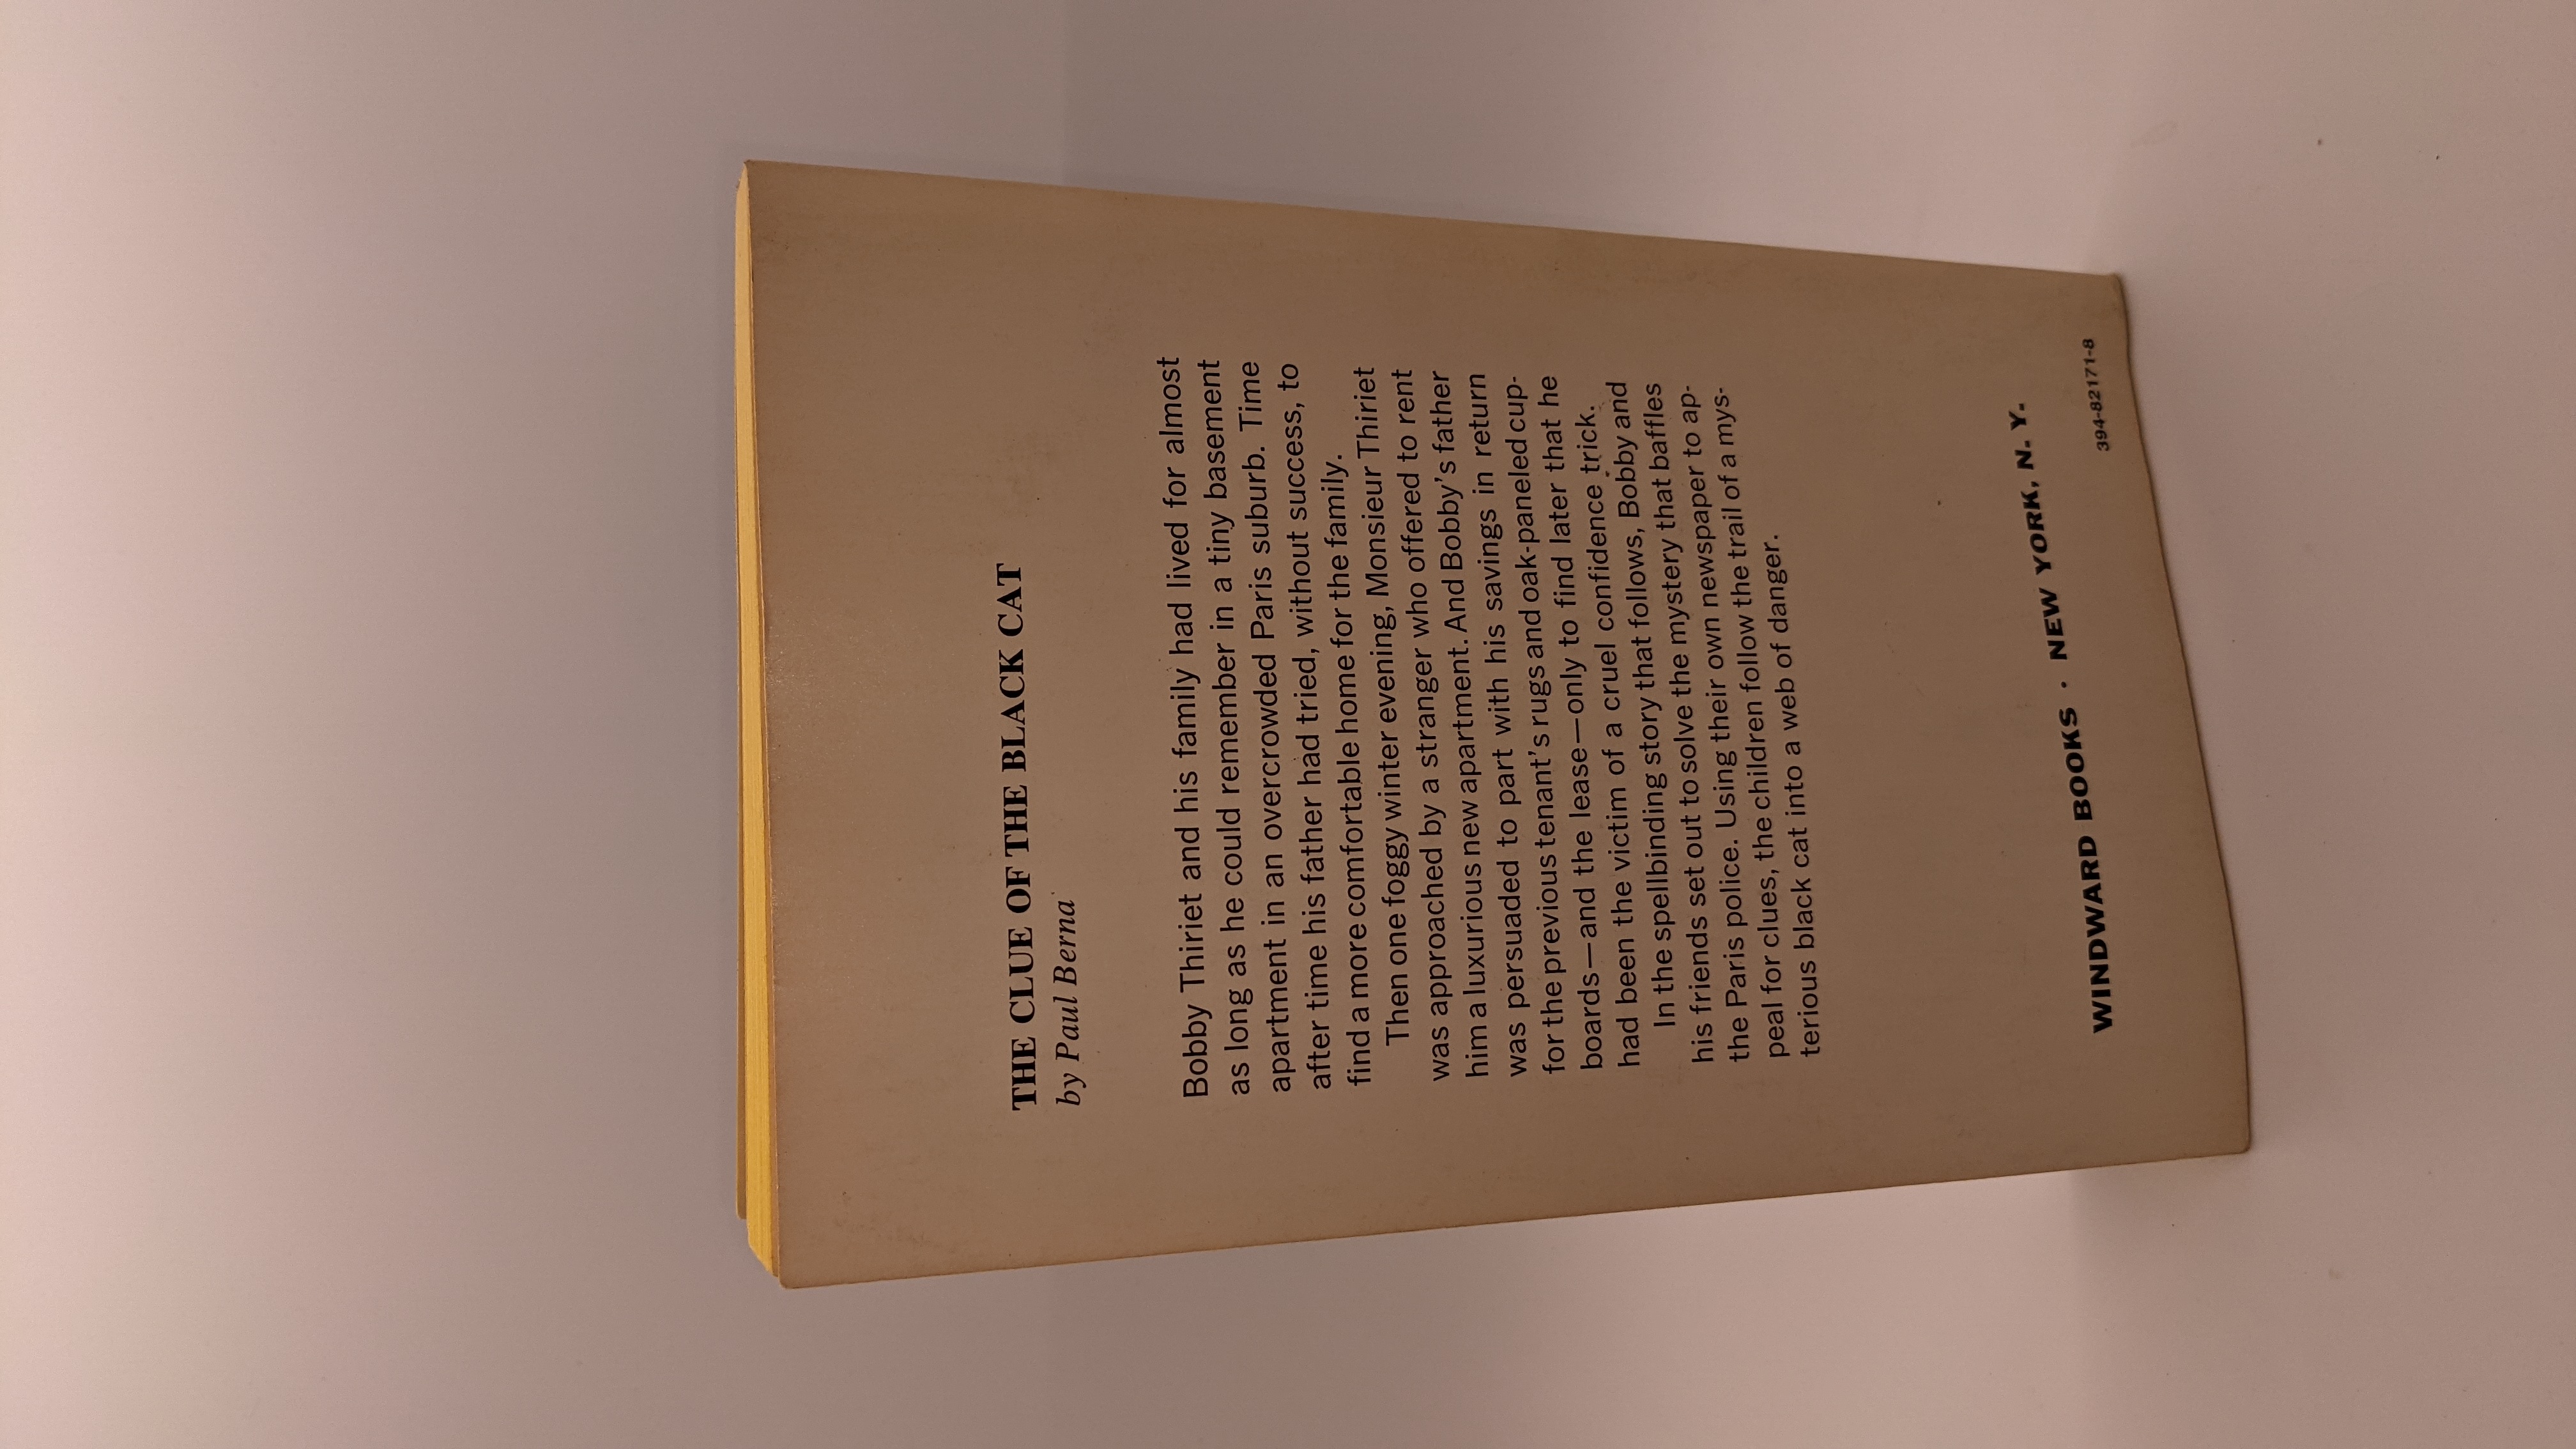 THE CLUE OF THE BLACK CAT
by Paul Berna
Bobby Thiriet and his family had lived for almost
as long as he could remember in a tiny basement
apartment in an overcrowded Paris suburb. Time
after time his father had tried, without success, to
find a more comfortable home for the family.
Then one foggy winter evening, Monsieur Thiriet
was approached by a stranger who offered to rent
him a luxurious new apartment. And Bobby's father
was persuaded to part with his savings in return
for the previous tenant's rugs and oak-paneled cup-
boards—and the lease—only to find later that he
had been the victim of a cruel confidence trick.
In the spellbinding story that follows, Bobby and
his friends set out to solve the mystery that baffles
the Paris police. Using their own newspaper to ap-
peal for clues, the children follow the trail of a mys-
terious black cat into a web of danger.
WINDWARD BOOKS · NEW YORK, N. Y.
394-82171-8